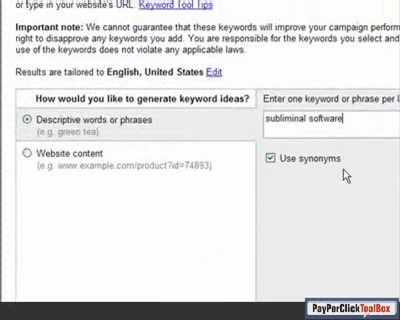 or type in your website's URL. Keyword Tool Tips
Important note: We cannot guarantee that these keywords will improve your campaign perform
right to disapprove any keywords you add. You are responsible for the keywords you select and
use of the keywords does not violate any applicable laws.
Results are tailored to English, United States Edit
How would you like to generate keyword ideas?
Enter one keyword or phrase per l
Descriptive words or phrases
(e.g. green tea)
subliminal software
Website content
(e.g. www.example.com/product?id=74893)
Use synonyms
PayPerClickToolBox